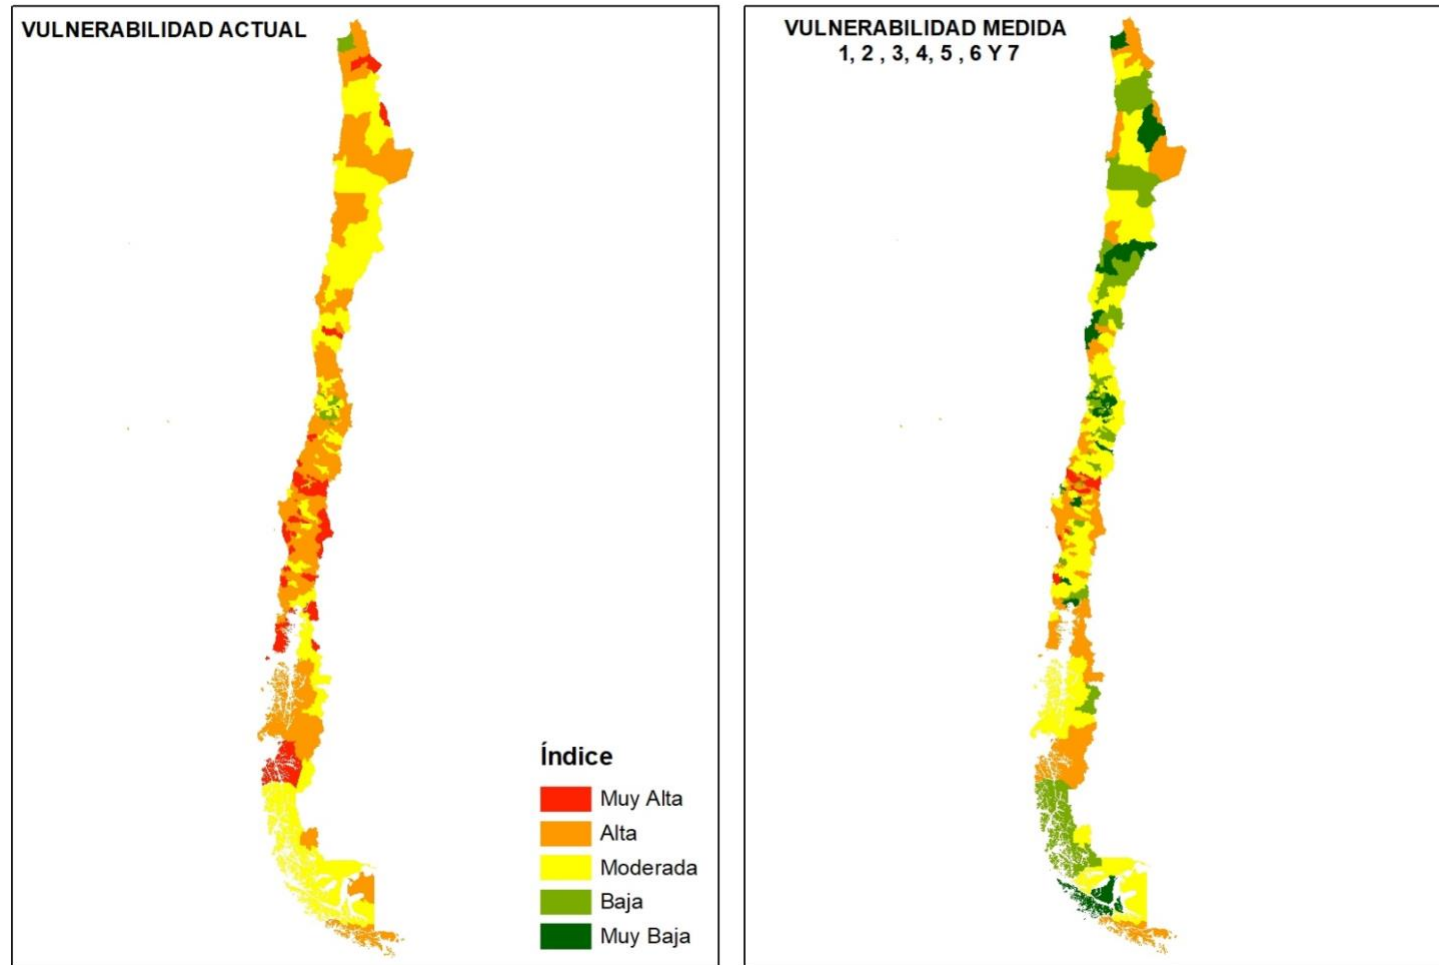 VULNERABILIDAD ACTUAL
VULNERABILIDAD MEDIDA
1, 2 , 3, 4, 5 , 6 Y 7
Índice
Muy Alta
Alta
Moderada
Baja
Muy Baja